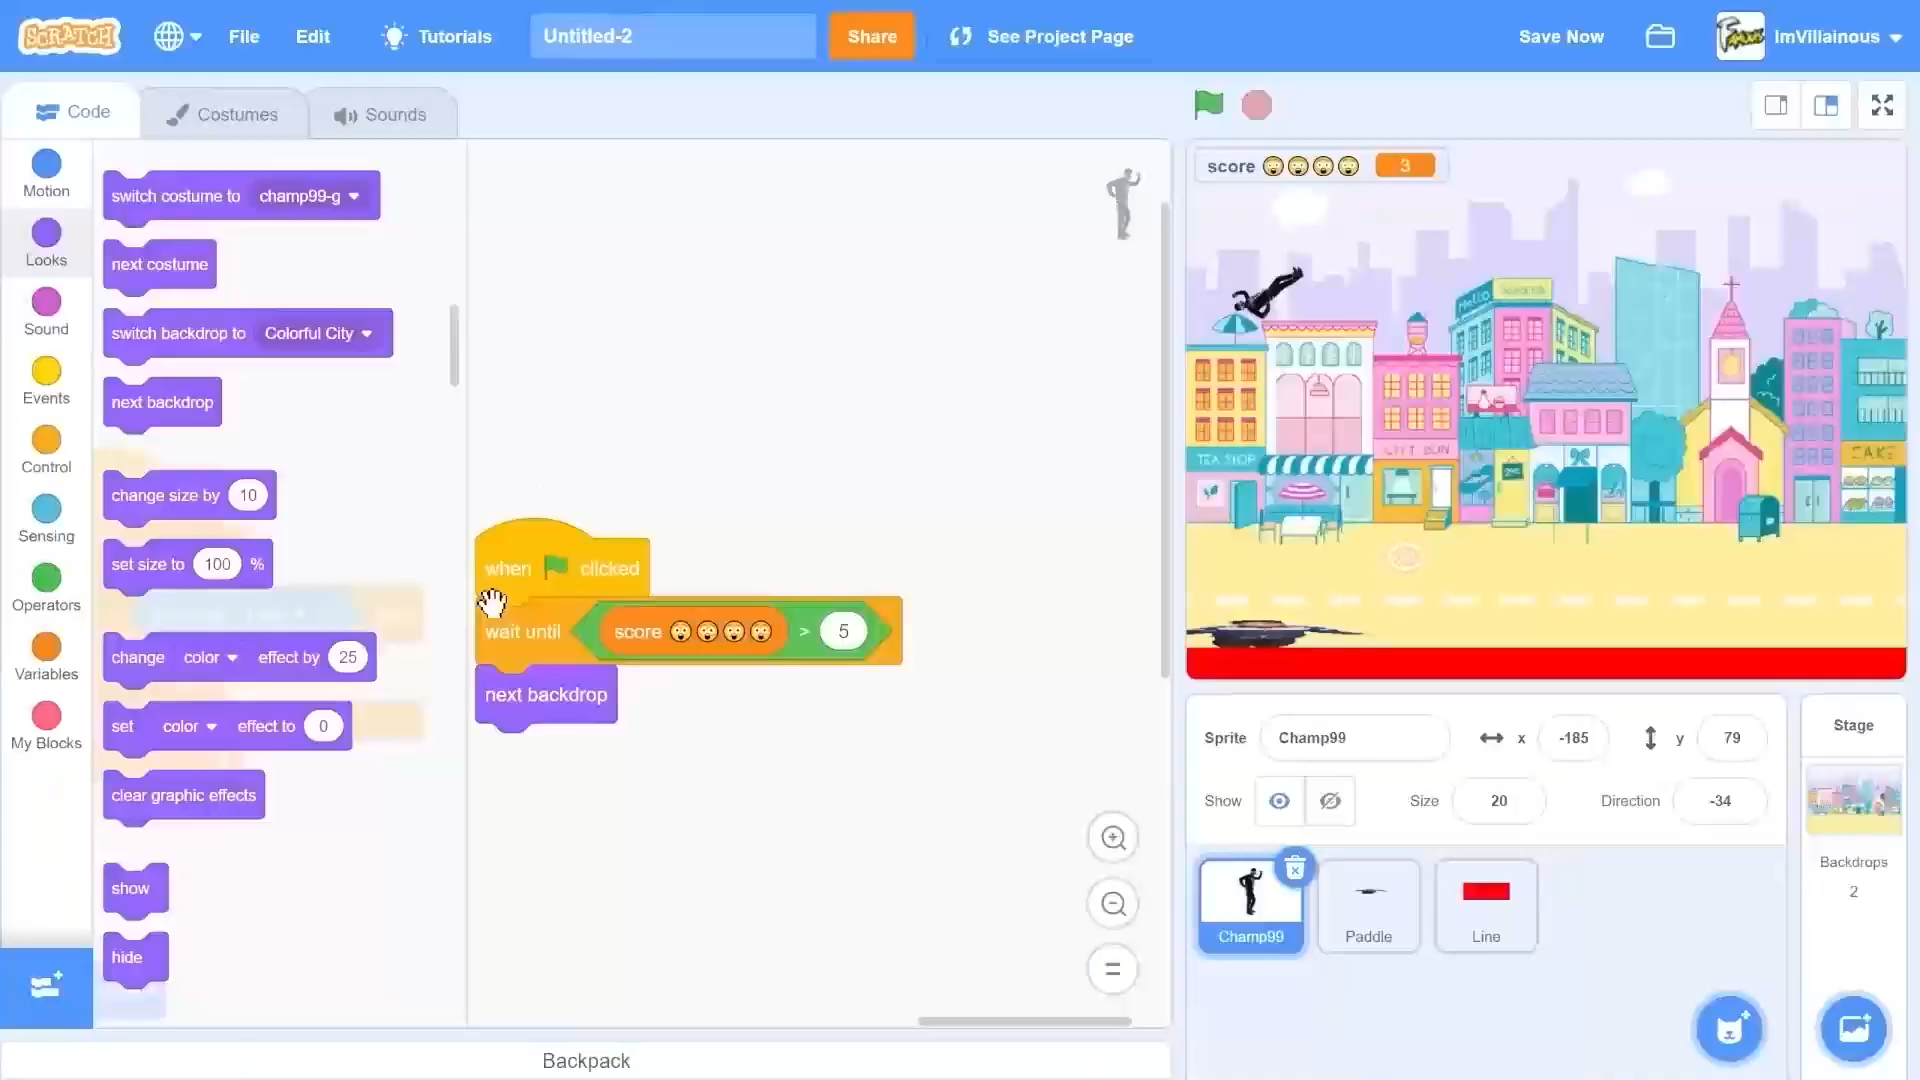 SCRATCH File Edit Tutorials Untitled-2 Share See Project Page Save Now ImVillainous
Code Costumes Sounds
Motion
Looks
Sound
Events
Control
Sensing
Operators
Variables
My Blocks
switch costume to champ99-g
next costume
switch backdrop to Colorful City
next backdrop
change size by 10
set size to 100 %
change color effect by 25
set color effect to 0
clear graphic effects
show
hide
when clicked
wait until score 😲😲😲😲 > 5
next backdrop
Backpack
score 😲😲😲😲 3
Hello
TEA SHOP
CAKE
Sprite Champ99 x -185 y 79
Show Size 20 Direction -34
Champ99 Paddle Line
Stage
Backdrops
2